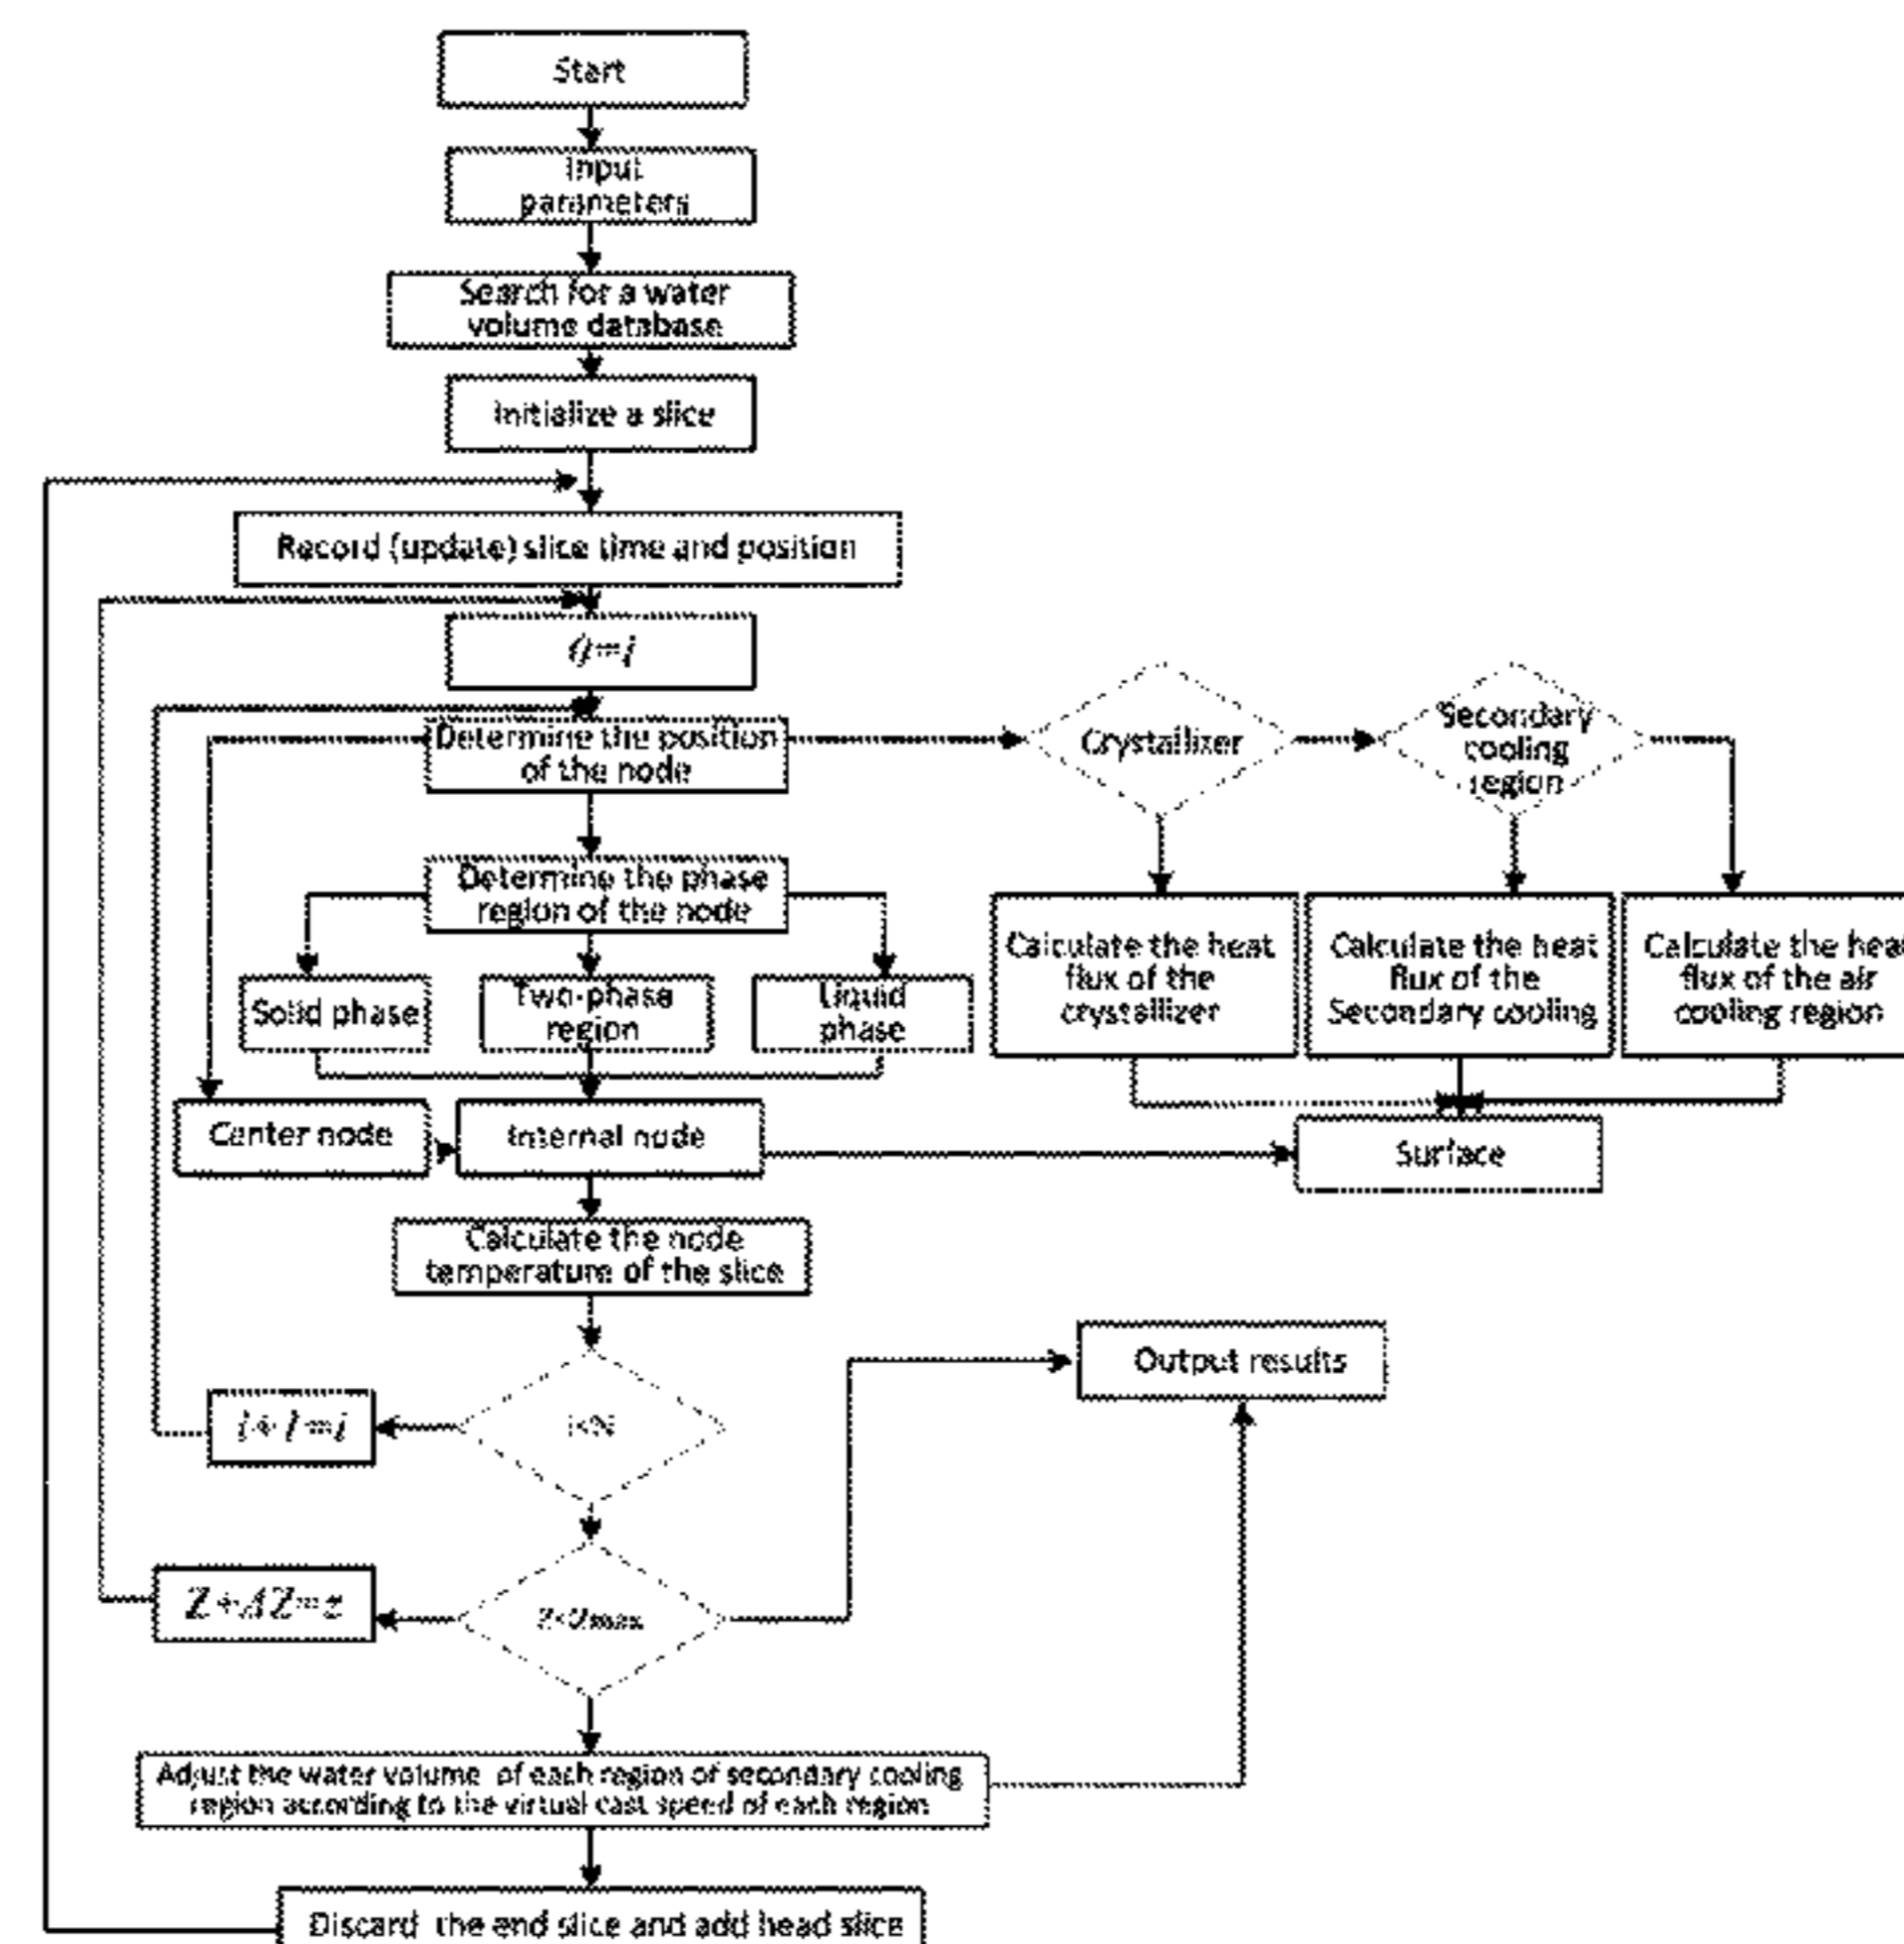 Start
Input
parameters
Search for a water
volume database
Initialize a slice
Record (update) slice time and position
0=i
Determine the position
of the node
Crystallizer
Secondary
cooling
region
Determine the phase
region of the node
Solid phase
Two-phase
region
Liquid
phase
Calculate the heat
flux of the
crystallizer
Calculate the heat
flux of the
Secondary cooling
Calculate the heat
flux of the air
cooling region
Center node
Internal node
Surface
Calculate the node
temperature of the slice
Output results
i+1=i
i<N
Z+ΔZ=z
Z<Zmax
Adjust the water volume of each region of secondary cooling
region according to the virtual cast speed of each region
Discard the end slice and add head slice